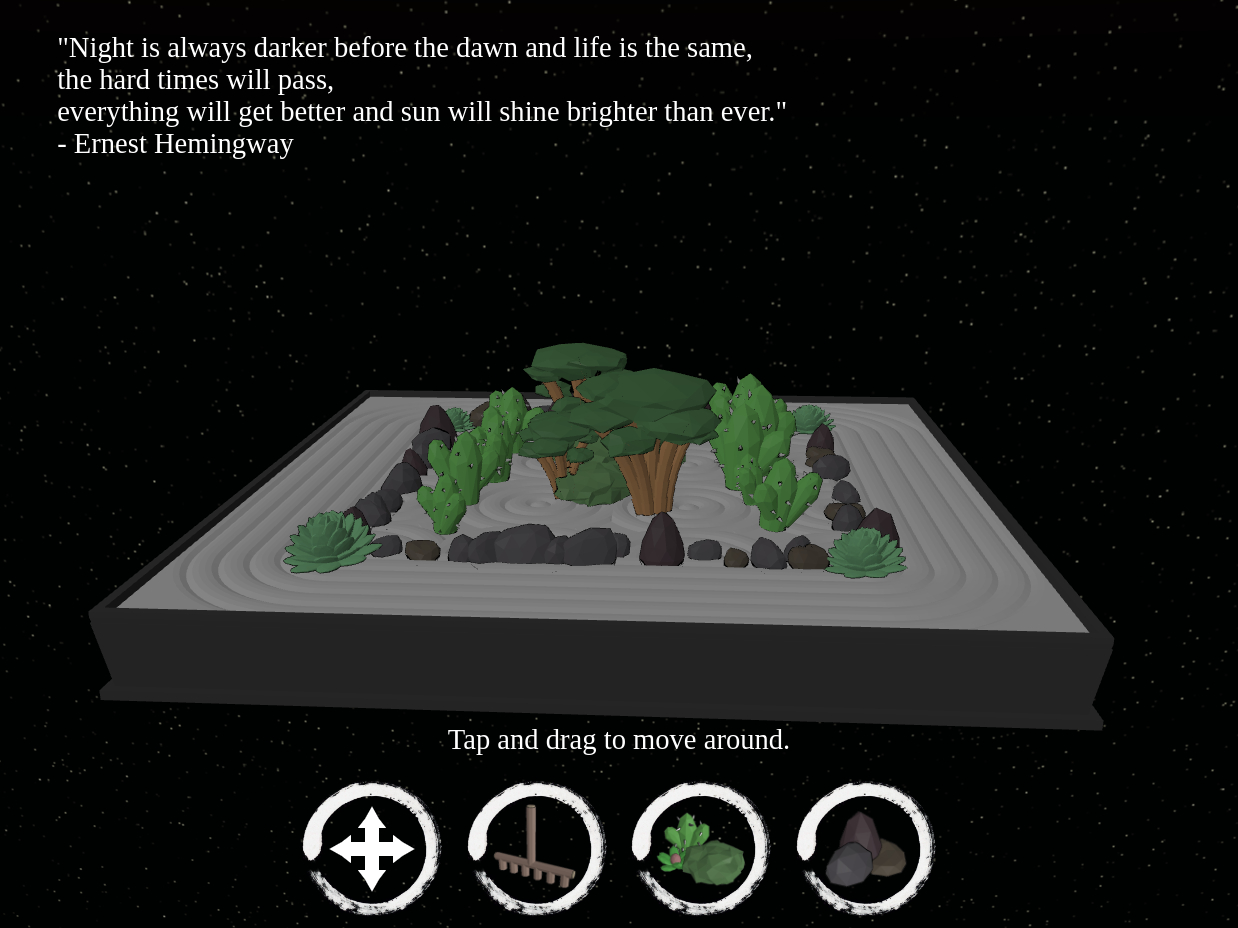 "Night is always darker before the dawn and life is the same,
the hard times will pass,
everything will get better and sun will shine brighter than ever."
- Ernest Hemingway
Tap and drag to move around.